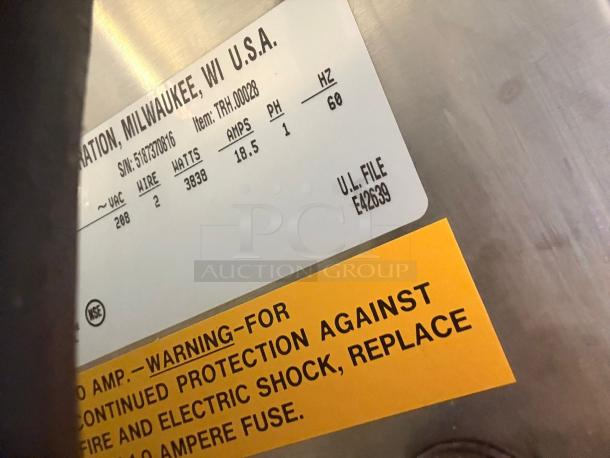 RATION, MILWAUKEE, WI U.S.A.
S/N: 5187370816 Item: TRH.00028
~VAC WIRE WATTS AMPS PH HZ
208 2 3838 18.5 1 60
U.L. FILE
E42639
NSF
PCI
AUCTION GROUP
0 AMP.-WARNING-FOR
CONTINUED PROTECTION AGAINST
FIRE AND ELECTRIC SHOCK, REPLACE
AMPERE FUSE.